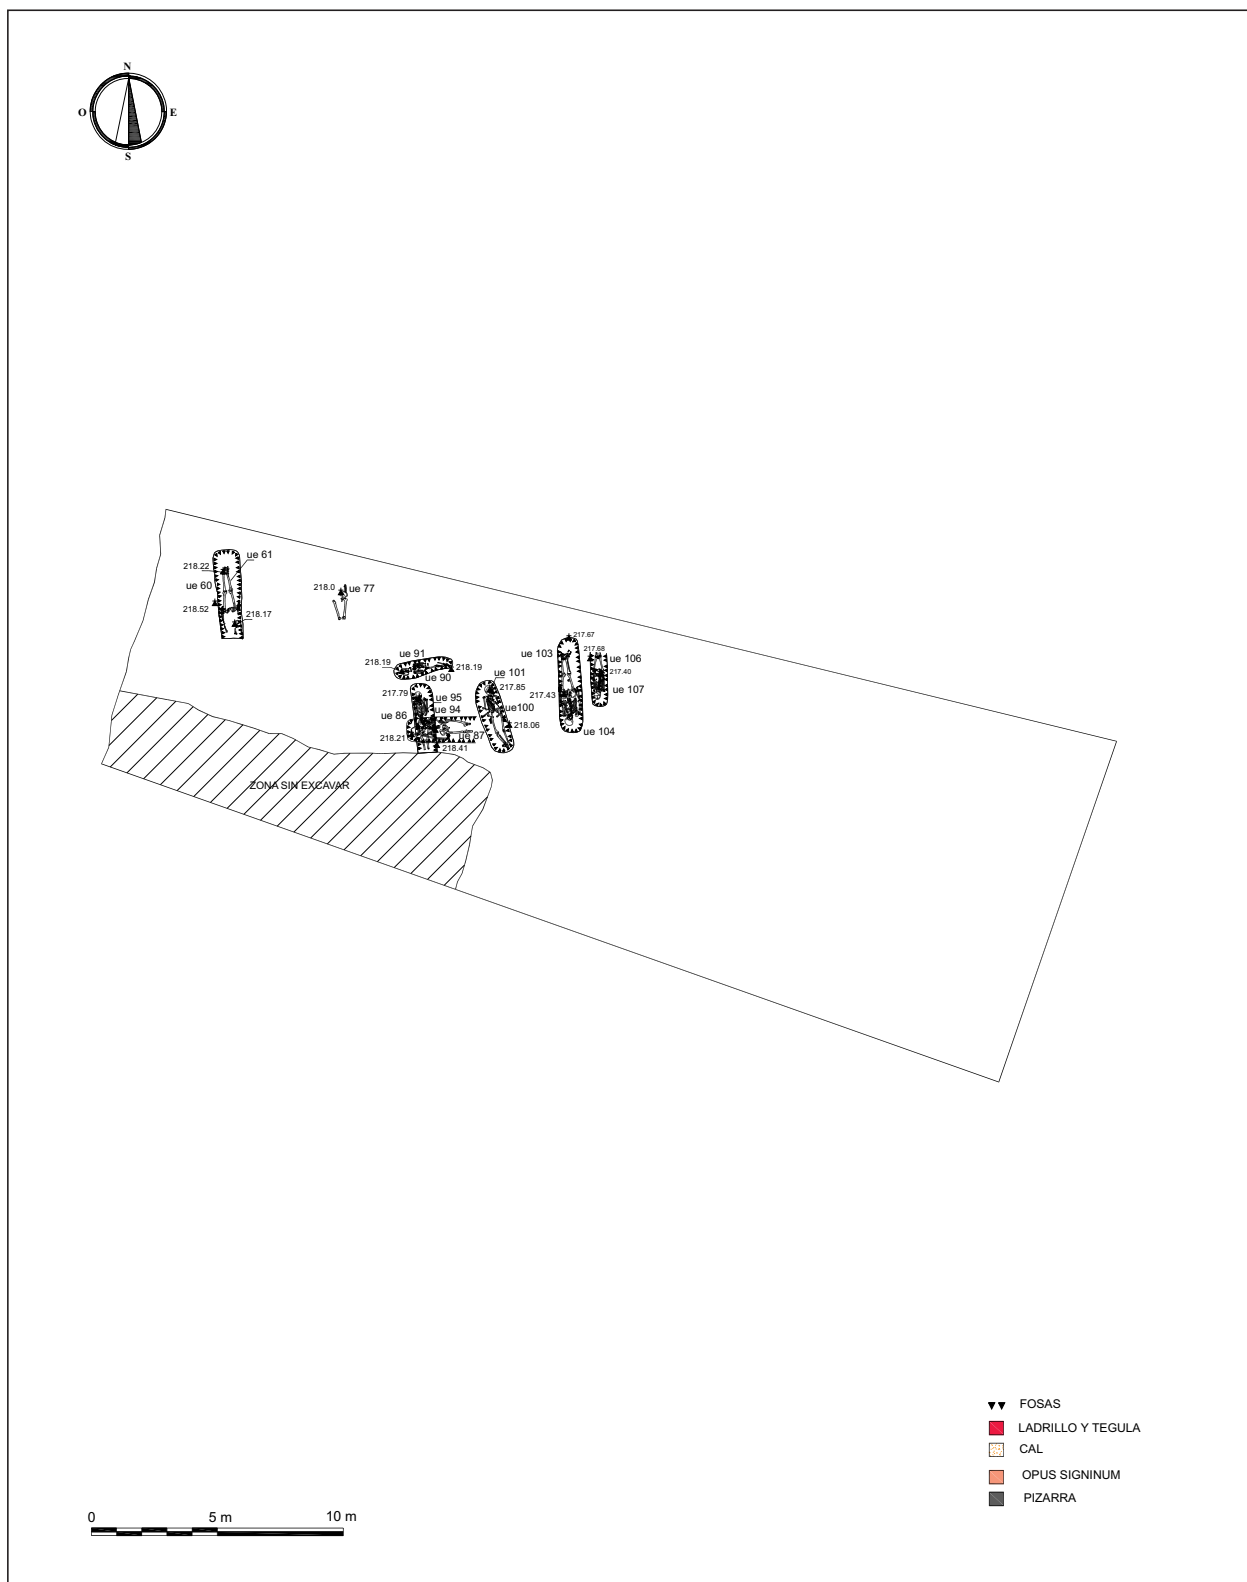 N
O E
S
ue 61
218.22
ue 60
218.52
218.17
218.0 ue 77
217.67
ue 103
217.68
ue 106
217.40
ue 107
ue 91
218.19 218.19
ue 90
ue 101
217.85
217.79
ue 95
217.43
ue 94
ue100
ue 86
218.06
218.21
ue 87
ue 104
218.41
ZONA SIN EXCAVAR
FOSAS
LADRILLO Y TEGULA
CAL
OPUS SIGNINUM
PIZARRA
0 5 m 10 m